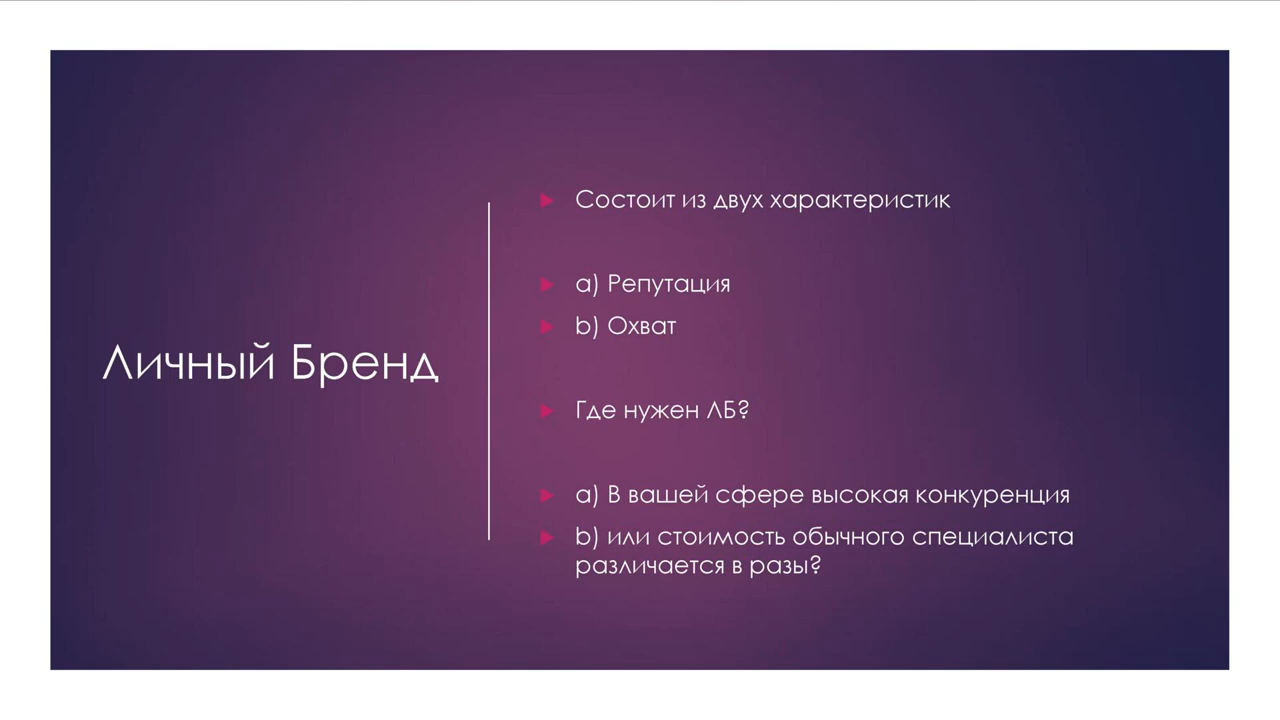 Личный Бренд
Состоит из двух характеристик
a) Репутация
b) Охват
Где нужен ЛБ?
a) В вашей сфере высокая конкуренция
b) или стоимость обычного специалиста
различается в разы?